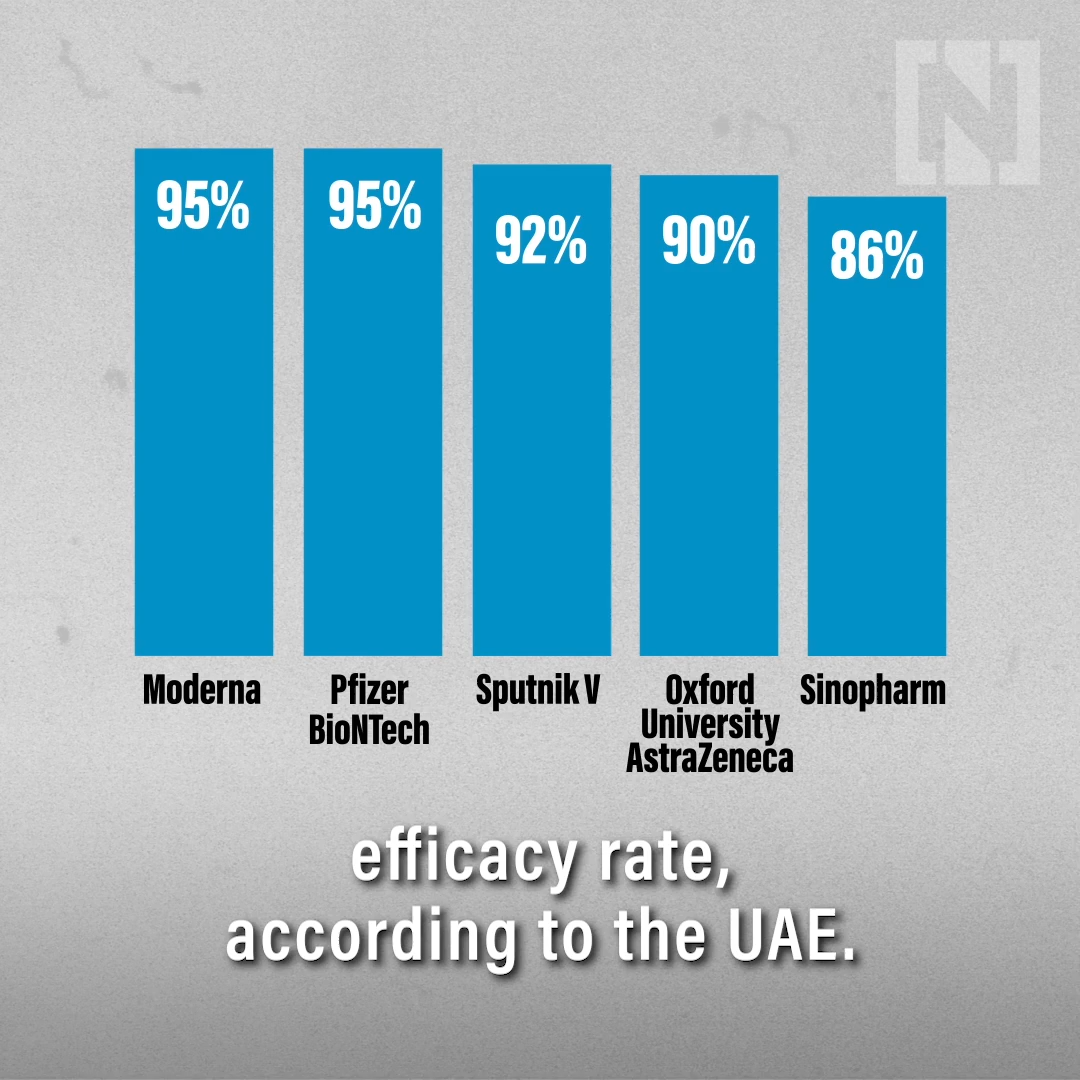 95%
95%
92%
90%
86%
Moderna
Pfizer
BioNTech
Sputnik V
Oxford
University
AstraZeneca
Sinopharm
efficacy rate,
according to the UAE.
[N]